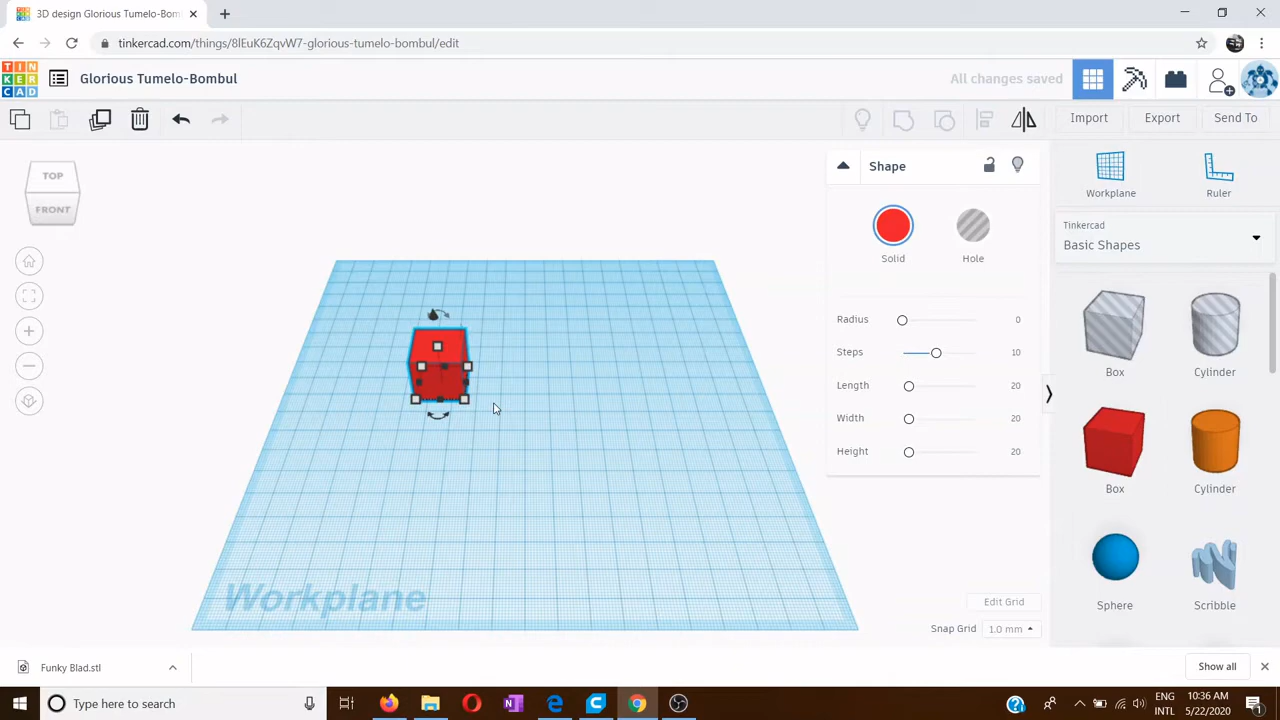 3D design Glorious Tumelo-Bom
tinkercad.com/things/8lEuK6ZqvW7-glorious-tumelo-bombul/edit
TIN
KER
CAD
Glorious Tumelo-Bombul
All changes saved
Import
Export
Send To
TOP
FRONT
Shape
Workplane
Ruler
Solid
Hole
Tinkercad
Basic Shapes
Radius 0
Steps 10
Length 20
Width 20
Height 20
Box
Cylinder
Box
Cylinder
Sphere
Scribble
Workplane
Edit Grid
Snap Grid 1.0 mm
Funky Blad.stl
Show all
Type here to search
ENG
INTL
10:36 AM
5/22/2020